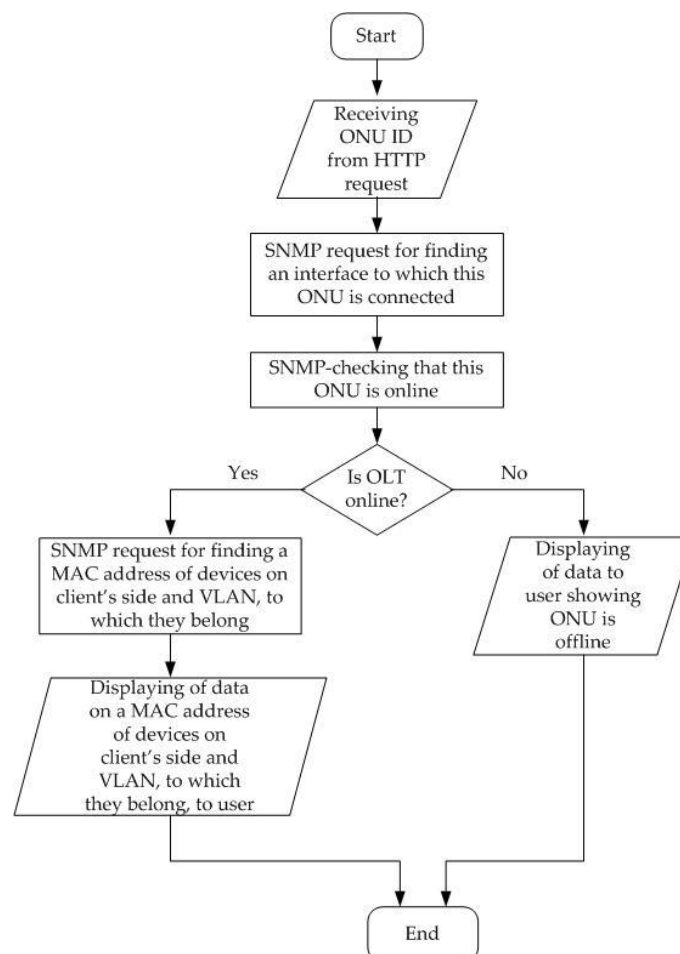 Start
Receiving
ONU ID
from HTTP
request
SNMP request for finding
an interface to which this
ONU is connected
SNMP-checking that this
ONU is online
Is OLT
online?
Yes
No
SNMP request for finding a
MAC address of devices on
client's side and VLAN, to
which they belong
Displaying
of data to
user showing
ONU is
offline
Displaying of data
on a MAC address
of devices on
client's side and
VLAN, to which
they belong, to user
End